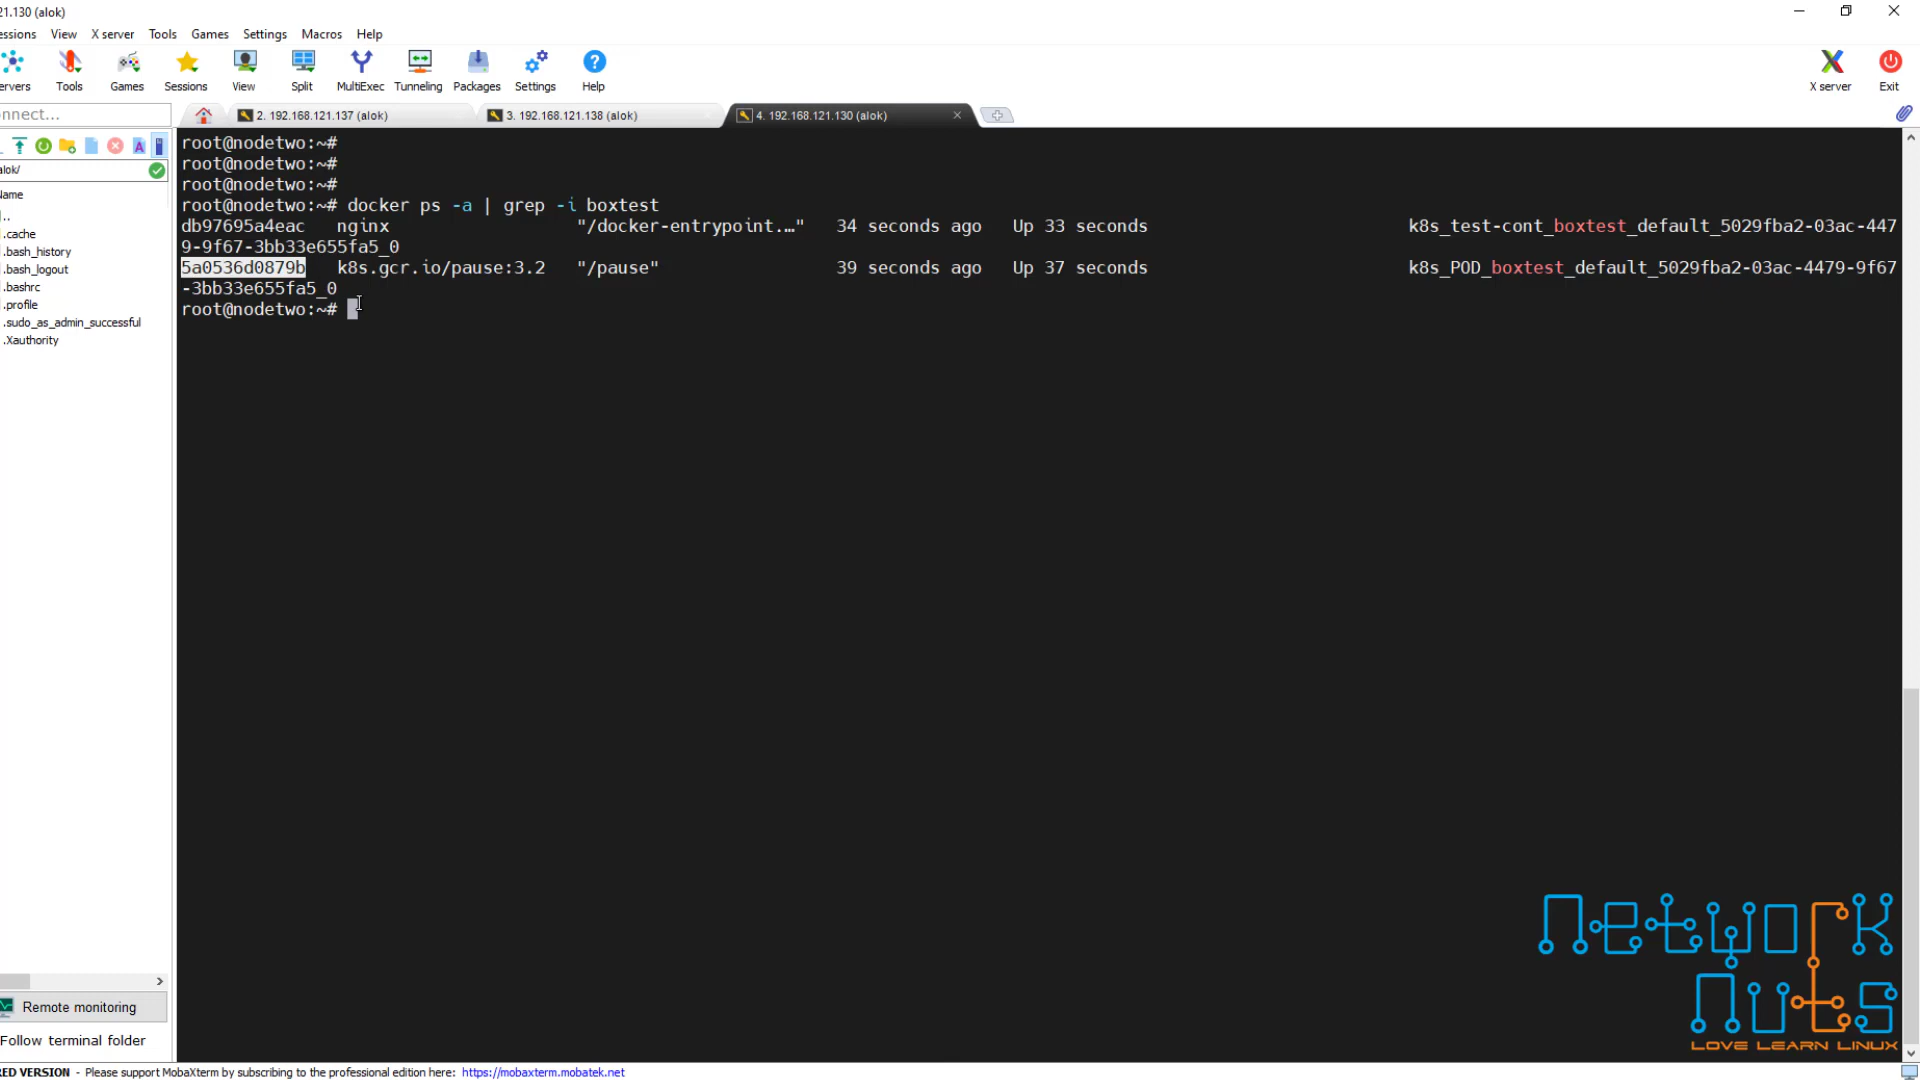 21.130 (alok)
essions View X server Tools Games Settings Macros Help
ervers Tools Games Sessions View Split MultiExec Tunneling Packages Settings Help X server Exit
nnect...
2. 192.168.121.137 (alok) 3. 192.168.121.138 (alok) 4. 192.168.121.130 (alok)
alok/
Name
..
.cache
.bash_history
.bash_logout
.bashrc
.profile
.sudo_as_admin_successful
.Xauthority
root@nodetwo:~#
root@nodetwo:~#
root@nodetwo:~#
root@nodetwo:~# docker ps -a | grep -i boxtest
db97695a4eac nginx "/docker-entrypoint.…" 34 seconds ago Up 33 seconds k8s_test-cont_boxtest_default_5029fba2-03ac-447
9-9f67-3bb33e655fa5_0
5a0536d0879b k8s.gcr.io/pause:3.2 "/pause" 39 seconds ago Up 37 seconds k8s_POD_boxtest_default_5029fba2-03ac-4479-9f67
-3bb33e655fa5_0
root@nodetwo:~#
Remote monitoring
Follow terminal folder
Network
Nuts
LOVE LEARN LINUX
RED VERSION - Please support MobaXterm by subscribing to the professional edition here: https://mobaxterm.mobatek.net